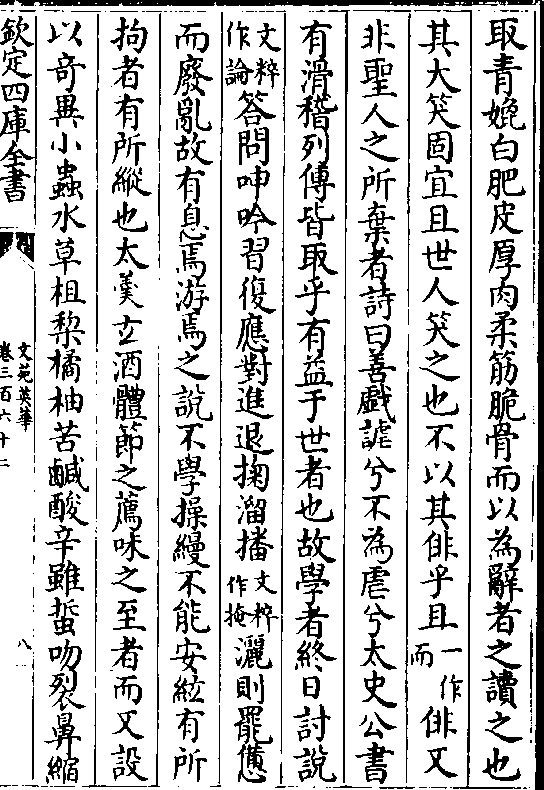 取青媲白肥皮厚肉柔筋脆骨而以為辭者之讀之也
其大笑固宜且世人笑之也不以其俳乎且一作而俳又
非聖人之所棄者詩曰善戲謔兮不為虐兮太史公書
有滑稽列傳皆取乎有益于世者也故學者終日討說
文粹作論答問呻吟習復應對進退掬溜播文粹作掩灑則罷憊
而廢亂故有息焉游焉之說不學操縵不能安絃有所
拘者有所縱也太羹玄酒體節之薦味之至者而又設
以奇異小蟲水草柤棃橘柚苦鹹酸辛雖蜇吻裂鼻縮
欽定四庫全書
文苑英華
卷三百六十二
八